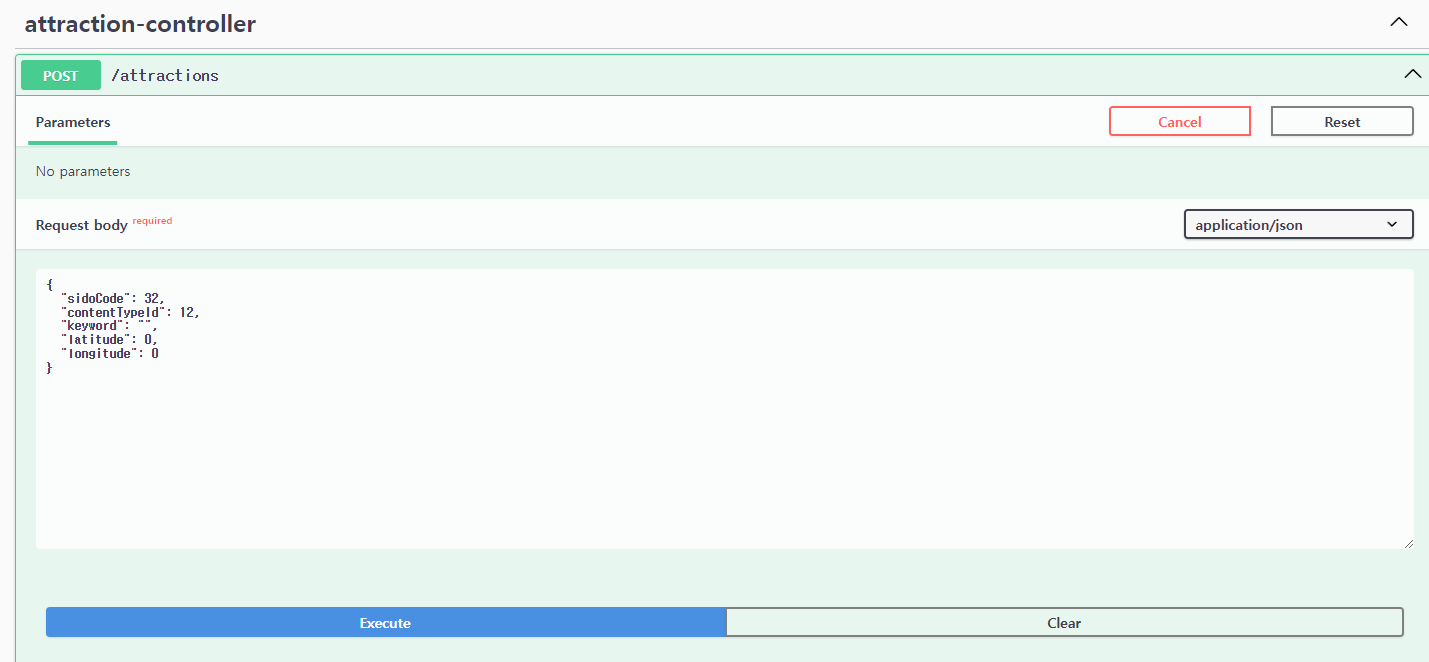 attraction-controller
POST /attractions
Parameters Cancel Reset
No parameters
Request body required application/json
{
"sidoCode": 32,
"contentTypeId": 12,
"keyword": "",
"latitude": 0,
"longitude": 0
}
Execute Clear